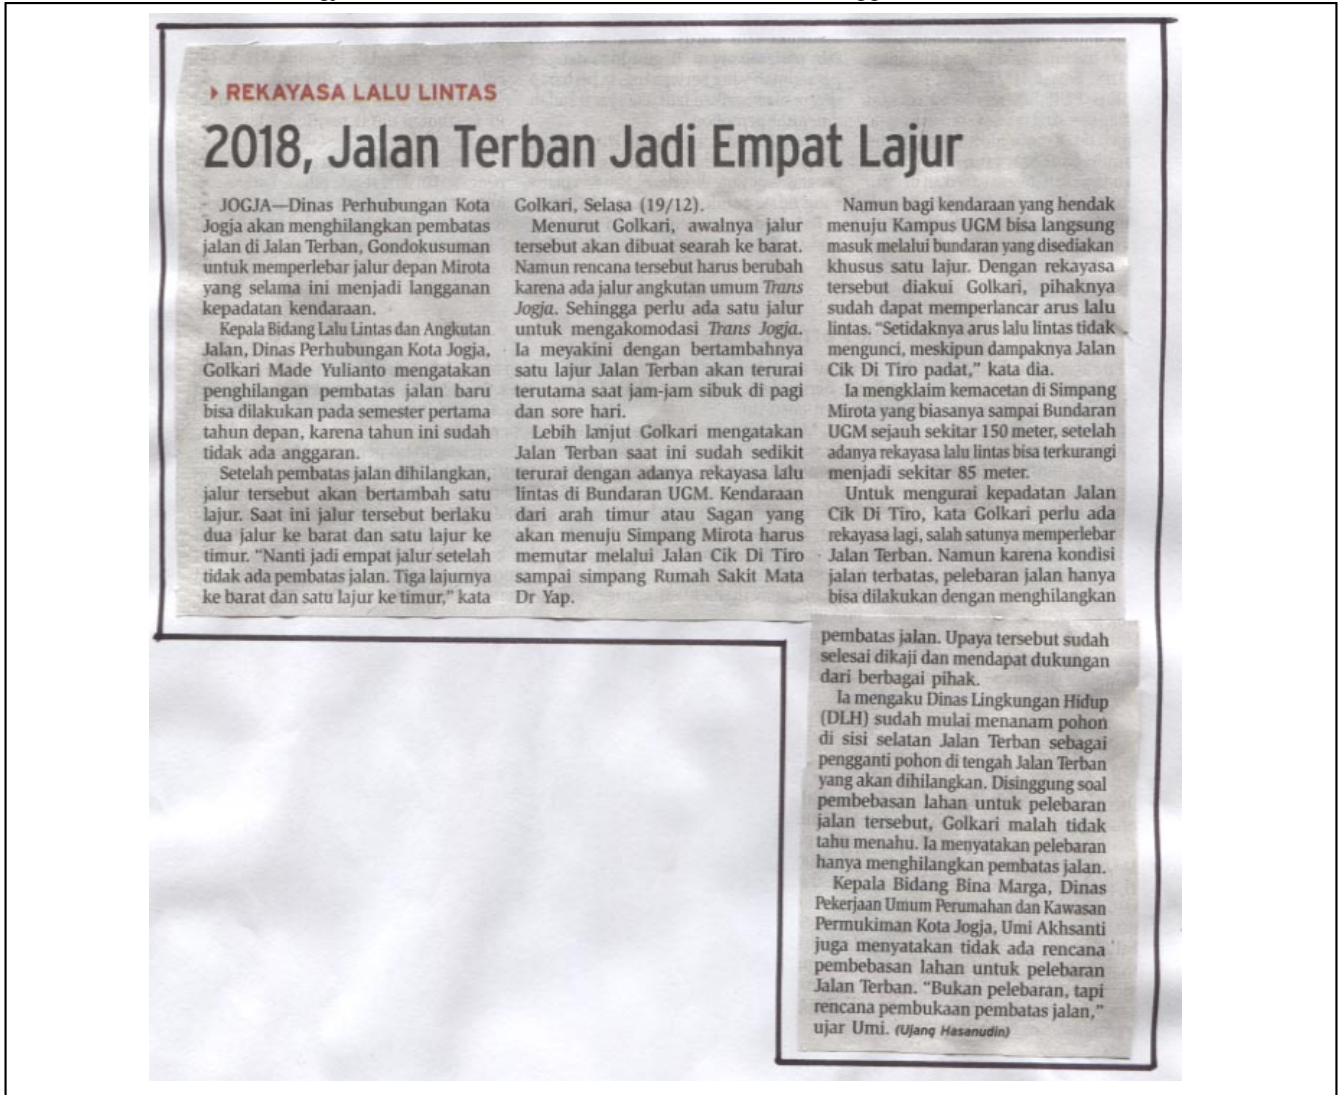 REKAYASA LALU LINTAS
2018, Jalan Terban Jadi Empat Lajur
JOGJA—Dinas Perhubungan Kota
Jogja akan menghilangkan pembatas
jalan di Jalan Terban, Gondokusuman
untuk memperlebar jalur depan Mirota
yang selama ini menjadi langganan
kepadatan kendaraan.
Kepala Bidang Lalu Lintas dan Angkutan
Jalan, Dinas Perhubungan Kota Jogja,
Golkari Made Yulianto mengatakan
penghilangan pembatas jalan baru
bisa dilakukan pada semester pertama
tahun depan, karena tahun ini sudah
tidak ada anggaran.
Setelah pembatas jalan dihilangkan,
jalur tersebut akan bertambah satu
lajur. Saat ini jalur tersebut berlaku
dua jalur ke barat dan satu lajur ke
timur. “Nanti jadi empat jalur setelah
tidak ada pembatas jalan. Tiga lajurnya
ke barat dan satu lajur ke timur,” kata
Golkari, Selasa (19/12).
Menurut Golkari, awalnya jalur
tersebut akan dibuat searah ke barat.
Namun rencana tersebut harus berubah
karena ada jalur angkutan umum Trans
Jogja. Sehingga perlu ada satu jalur
untuk mengakomodasi Trans Jogja.
Ia meyakini dengan bertambahnya
satu lajur Jalan Terban akan terurai
terutama saat jam-jam sibuk di pagi
dan sore hari.
Lebih lanjut Golkari mengatakan
Jalan Terban saat ini sudah sedikit
terurai dengan adanya rekayasa lalu
lintas di Bundaran UGM. Kendaraan
dari arah timur atau Sagan yang
akan menuju Simpang Mirota harus
memutar melalui Jalan Cik Di Tiro
sampai simpang Rumah Sakit Mata
Dr Yap.
Namun bagi kendaraan yang hendak
menuju Kampus UGM bisa langsung
masuk melalui bundaran yang disediakan
khusus satu lajur. Dengan rekayasa
tersebut diakui Golkari, pihaknya
sudah dapat memperlancar arus lalu
lintas. “Setidaknya arus lalu lintas tidak
mengunci, meskipun dampaknya Jalan
Cik Di Tiro padat,” kata dia.
Ia mengklaim kemacetan di Simpang
Mirota yang biasanya sampai Bundaran
UGM sejauh sekitar 150 meter, setelah
adanya rekayasa lalu lintas bisa terkurangi
menjadi sekitar 85 meter.
Untuk mengurai kepadatan Jalan
Cik Di Tiro, kata Golkari perlu ada
rekayasa lagi, salah satunya memperlebar
Jalan Terban. Namun karena kondisi
jalan terbatas, pelebaran jalan hanya
bisa dilakukan dengan menghilangkan
pembatas jalan. Upaya tersebut sudah
selesai dikaji dan mendapat dukungan
dari berbagai pihak.
Ia mengaku Dinas Lingkungan Hidup
(DLH) sudah mulai menanam pohon
di sisi selatan Jalan Terban sebagai
pengganti pohon di tengah Jalan Terban
yang akan dihilangkan. Disinggung soal
pembebasan lahan untuk pelebaran
jalan tersebut, Golkari malah tidak
tahu menahu. Ia menyatakan pelebaran
hanya menghilangkan pembatas jalan.
Kepala Bidang Bina Marga, Dinas
Pekerjaan Umum Perumahan dan Kawasan
Permukiman Kota Jogja, Umi Akhsanti
juga menyatakan tidak ada rencana
pembebasan lahan untuk pelebaran
Jalan Terban. “Bukan pelebaran, tapi
rencana pembukaan pembatas jalan,”
ujar Umi. (Ujang Hasanudin)